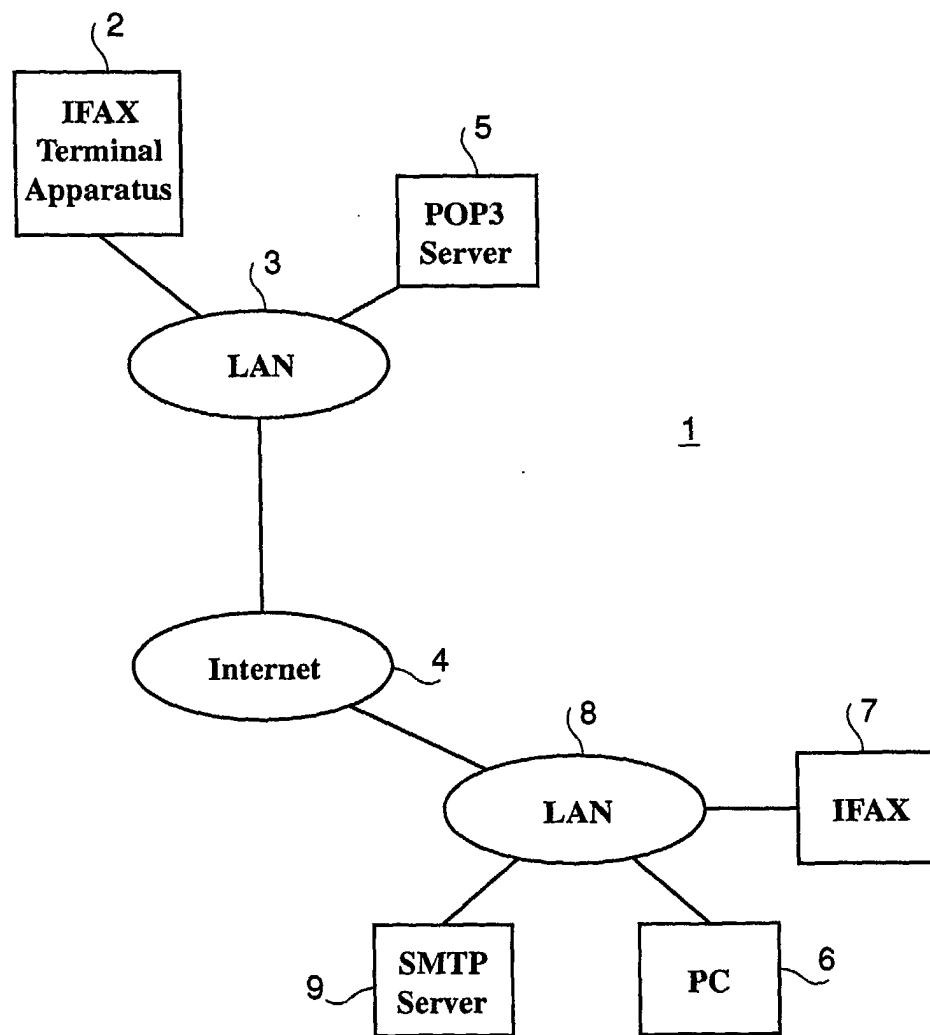 2
IFAX
Terminal
Apparatus
5
POP3
Server
3
LAN
1
Internet
4
8
LAN
7
IFAX
9
SMTP
Server
PC
6